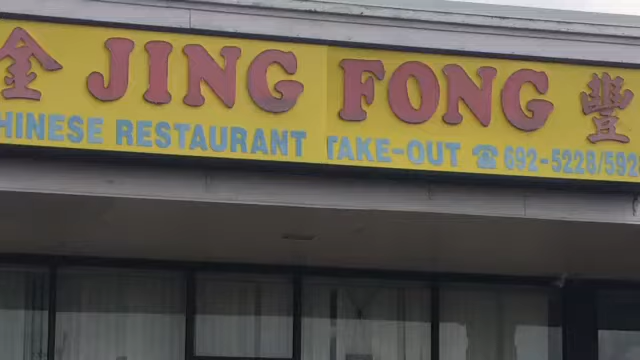 金 JING FONG 豐
HINESE RESTAURANT TAKE-OUT ☎ 692-5228/592